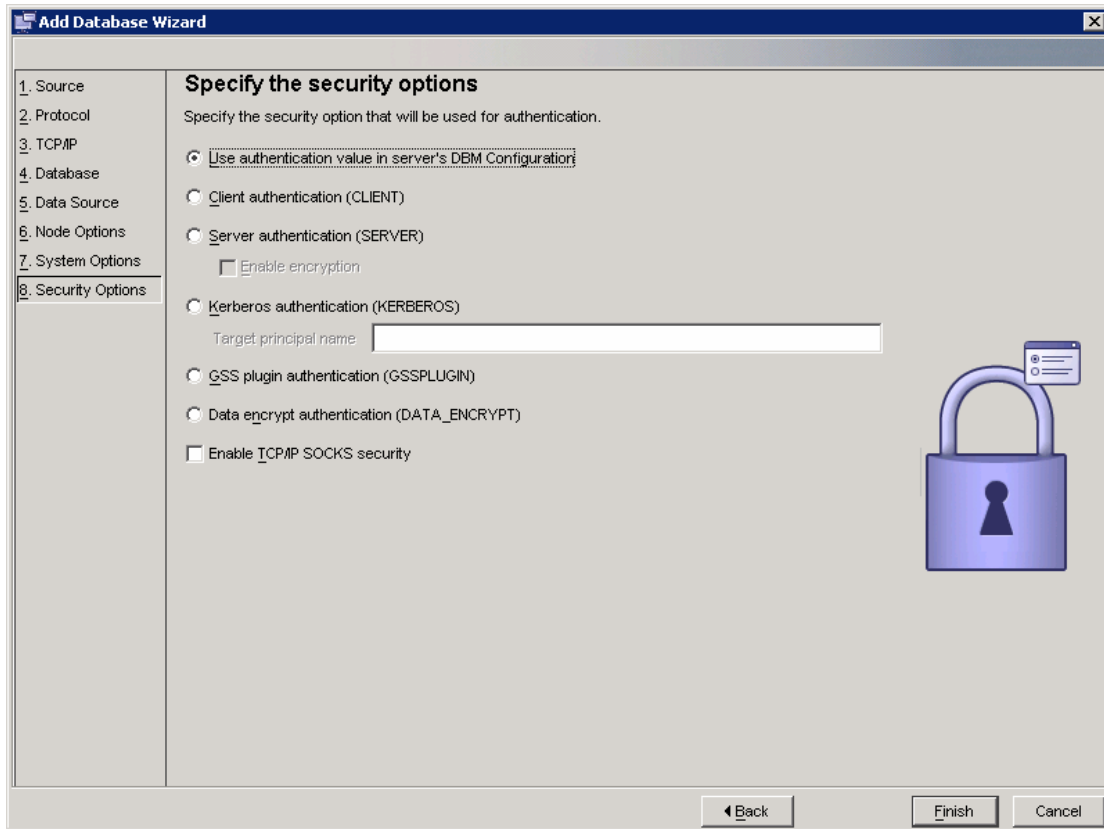 Add Database Wizard
1. Source
2. Protocol
3. TCP/IP
4. Database
5. Data Source
6. Node Options
7. System Options
8. Security Options
Specify the security options
Specify the security option that will be used for authentication.
Use authentication value in server's DBM Configuration
Client authentication (CLIENT)
Server authentication (SERVER)
Enable encryption
Kerberos authentication (KERBEROS)
Target principal name
GSS plugin authentication (GSSPLUGIN)
Data encrypt authentication (DATA_ENCRYPT)
Enable TCP/IP SOCKS security
Back
Finish
Cancel